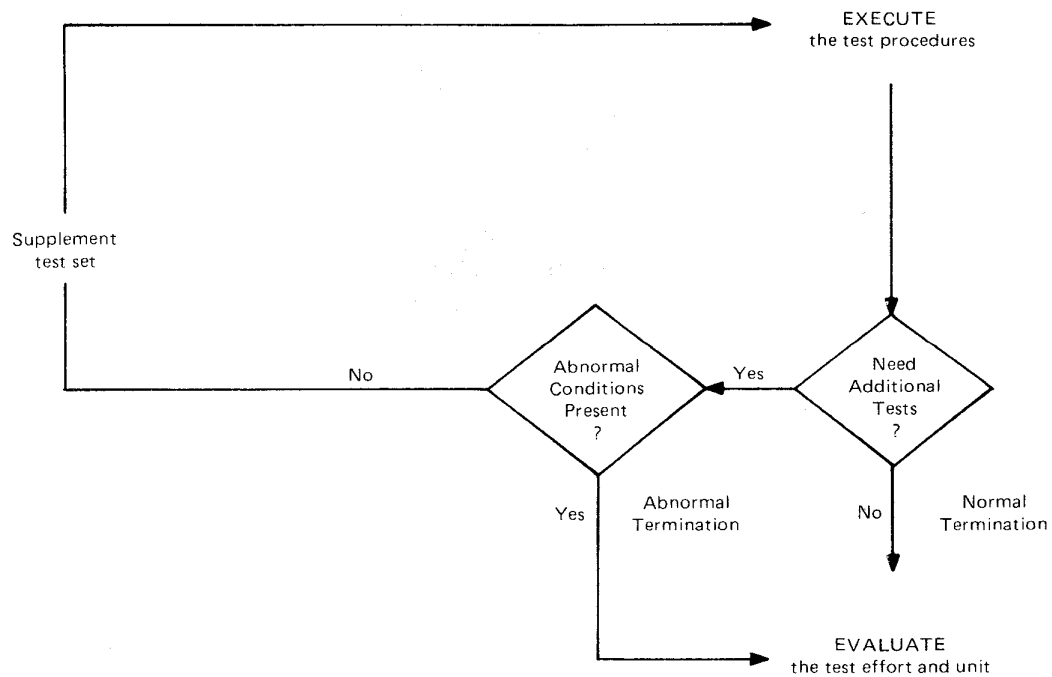 EXECUTE
the test procedures
Supplement
test set
No
Abnormal
Conditions
Present
?
Yes
Need
Additional
Tests
?
Yes
Abnormal
Termination
No
Normal
Termination
EVALUATE
the test effort and unit